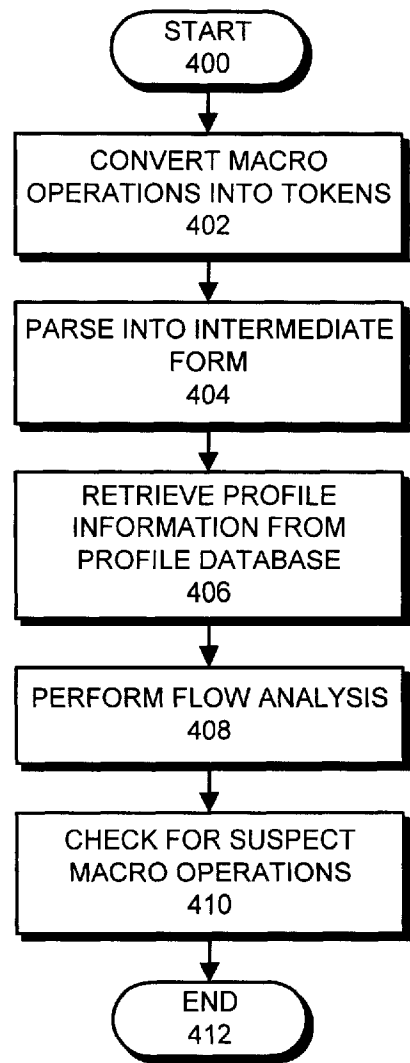 START
400
CONVERT MACRO
OPERATIONS INTO TOKENS
402
PARSE INTO INTERMEDIATE
FORM
404
RETRIEVE PROFILE
INFORMATION FROM
PROFILE DATABASE
406
PERFORM FLOW ANALYSIS
408
CHECK FOR SUSPECT
MACRO OPERATIONS
410
END
412